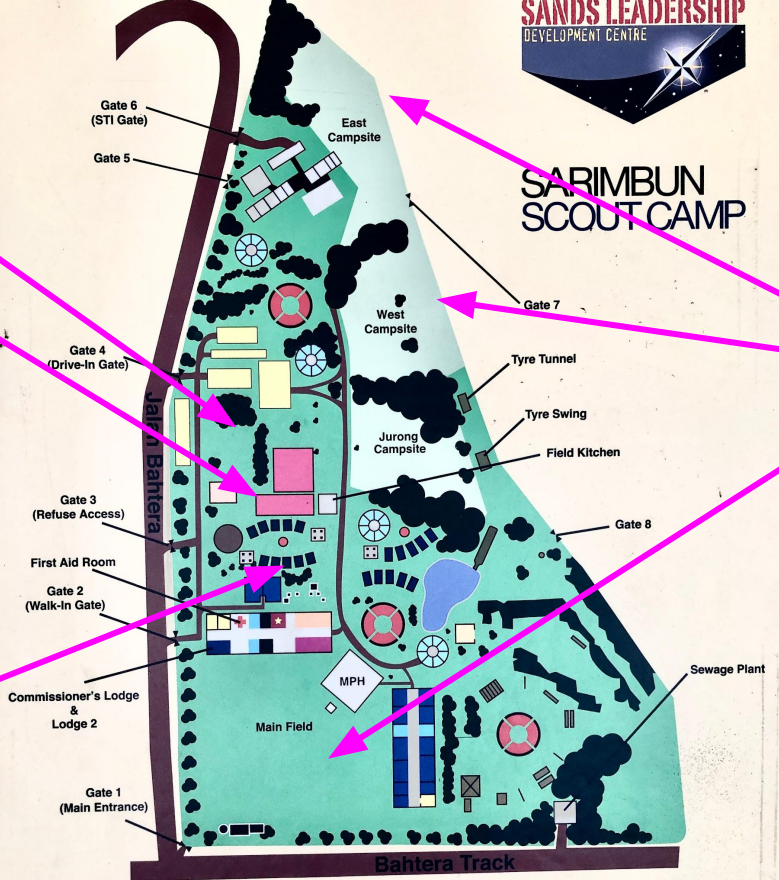 SANDS LEADERSHIP
DEVELOPMENT CENTRE
SARIMBUN
SCOUT CAMP
Gate 6
(STI Gate)
East
Campsite
Gate 5
Gate 7
West
Campsite
Gate 4
(Drive-In Gate)
Tyre Tunnel
Jalan Bahtera
Tyre Swing
Jurong
Campsite
Field Kitchen
Gate 3
(Refuse Access)
Gate 8
First Aid Room
Gate 2
(Walk-In Gate)
Sewage Plant
MPH
Commissioner's Lodge
&
Lodge 2
Main Field
Gate 1
(Main Entrance)
Bahtera Track